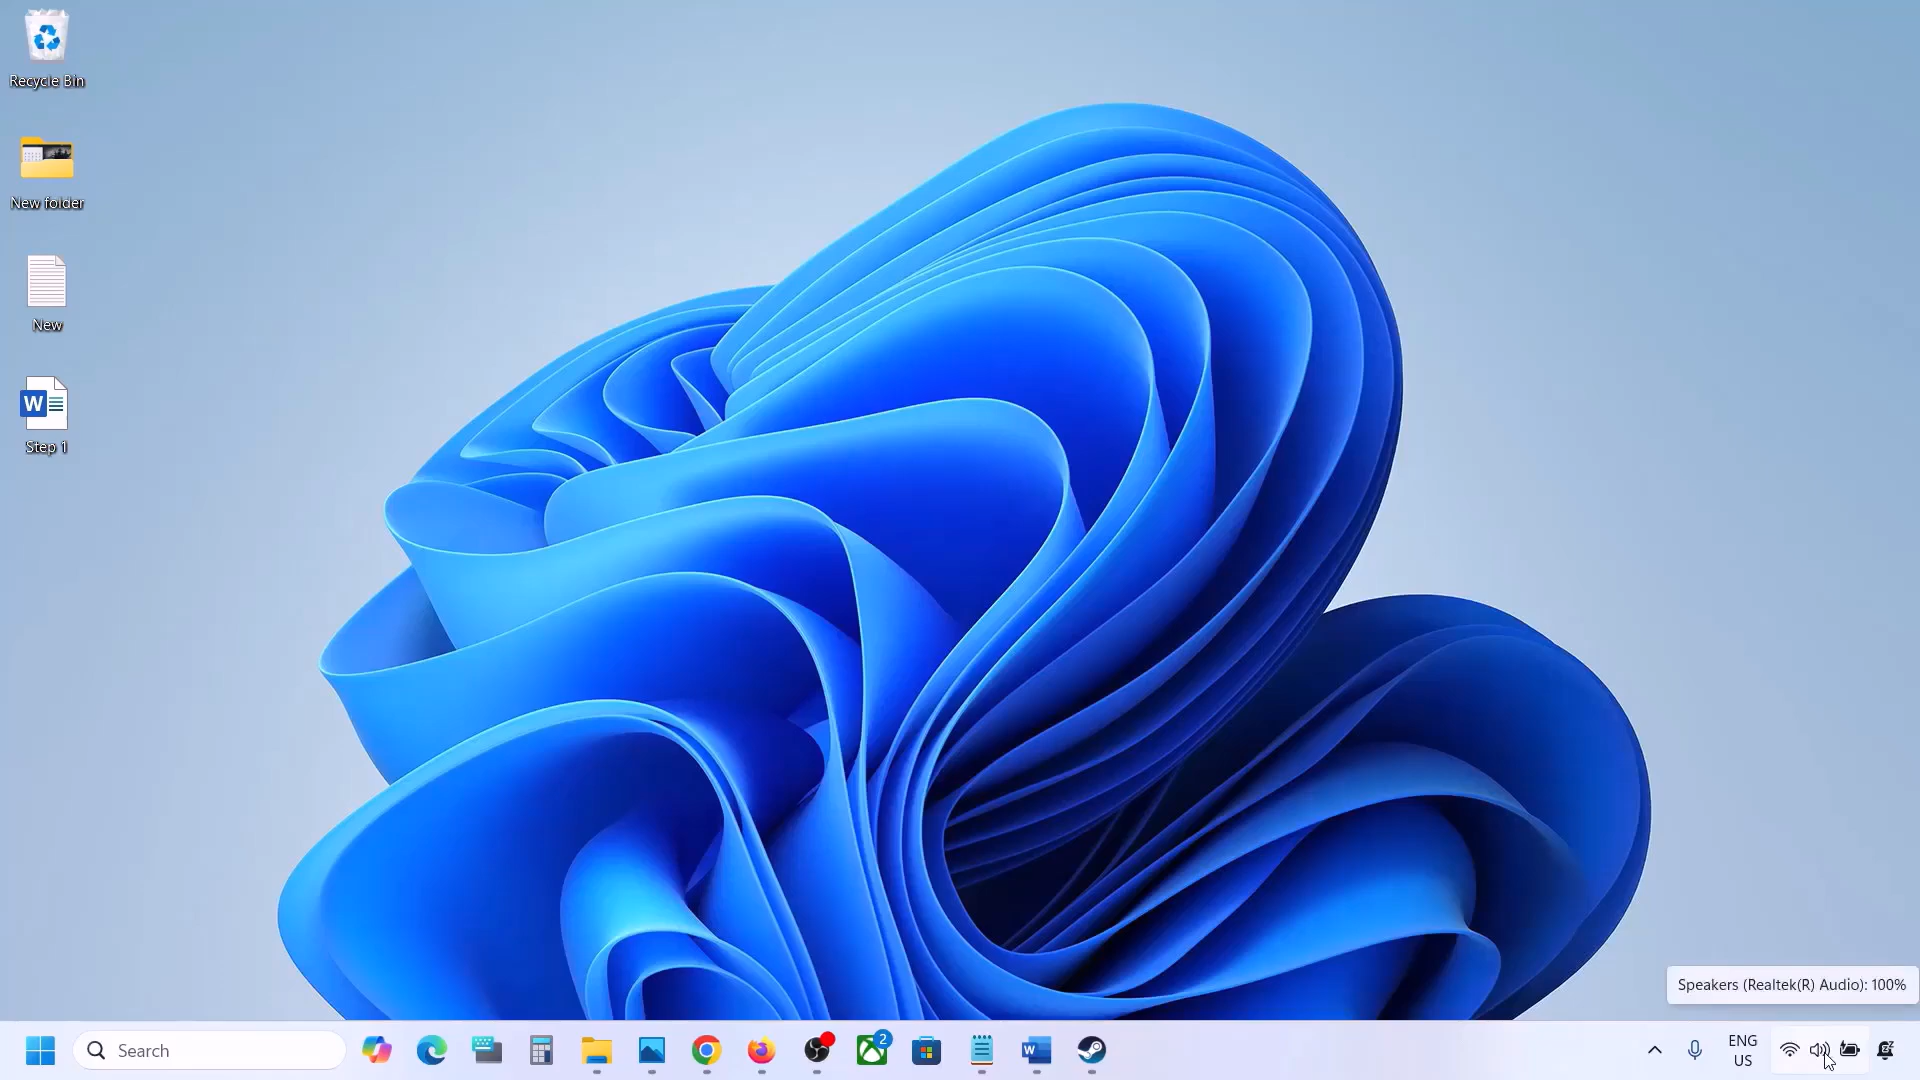 Recycle Bin
New folder
New
W
Step 1
Speakers (Realtek(R) Audio): 100%
Search
2
W
ENG
US